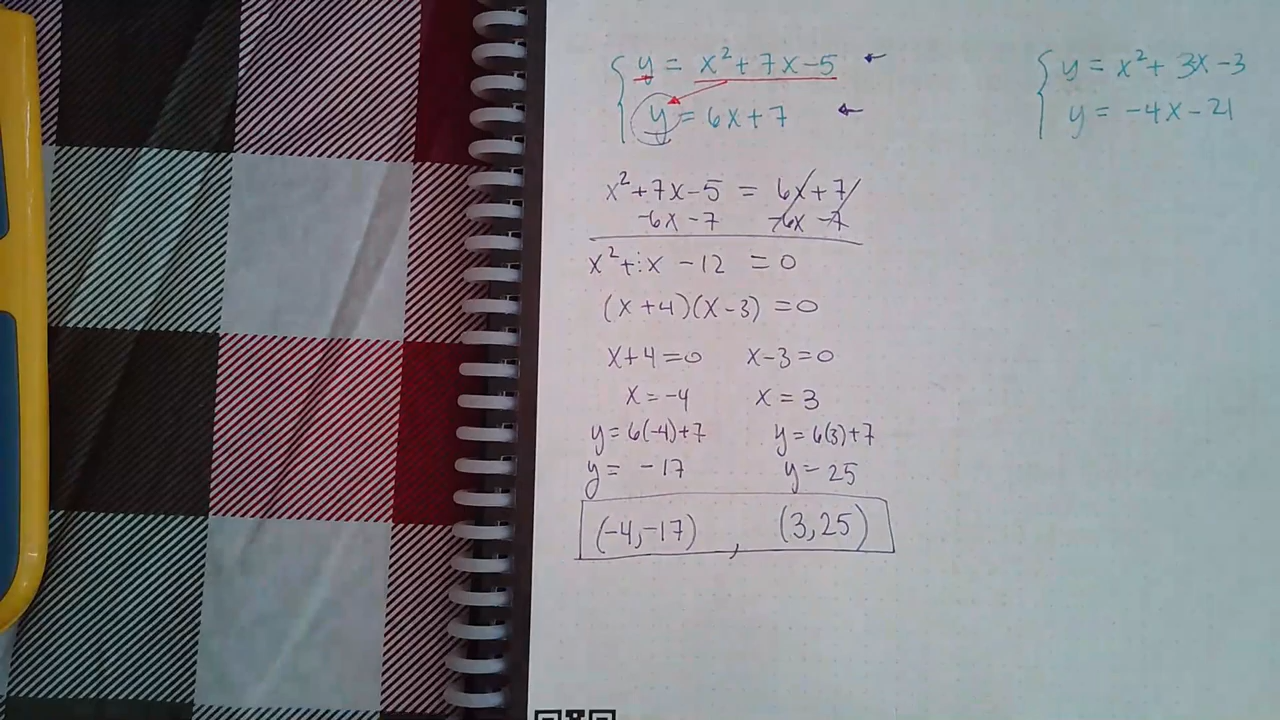 y = x² + 7x - 5
y = 6x + 7
x² + 7x - 5 = 6x + 7
-6x - 7 -6x - 7
x² + x - 12 = 0
(x + 4)(x - 3) = 0
x + 4 = 0 x - 3 = 0
x = -4 x = 3
y = 6(-4) + 7 y = 6(3) + 7
y = -17 y = 25
(-4, -17) , (3, 25)
y = x² + 3x - 3
y = -4x - 21